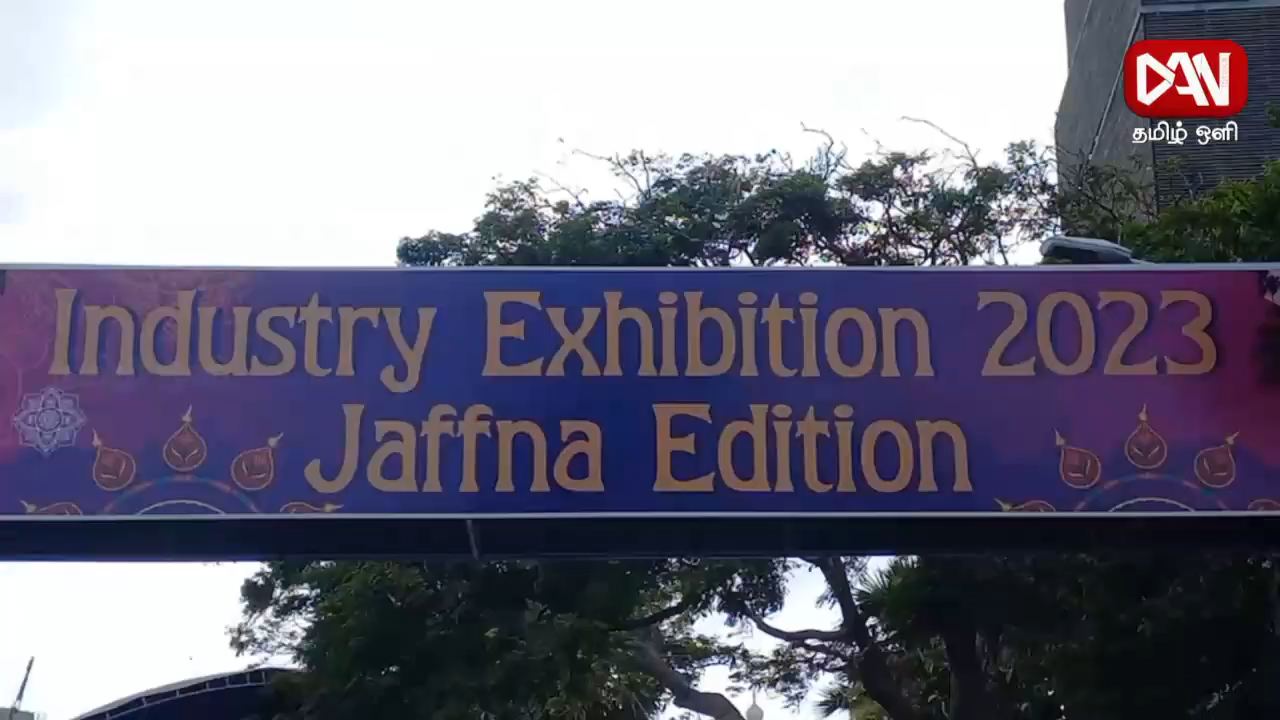 DAN
தமிழ் ஒளி
Industry Exhibition 2023
Jaffna Edition